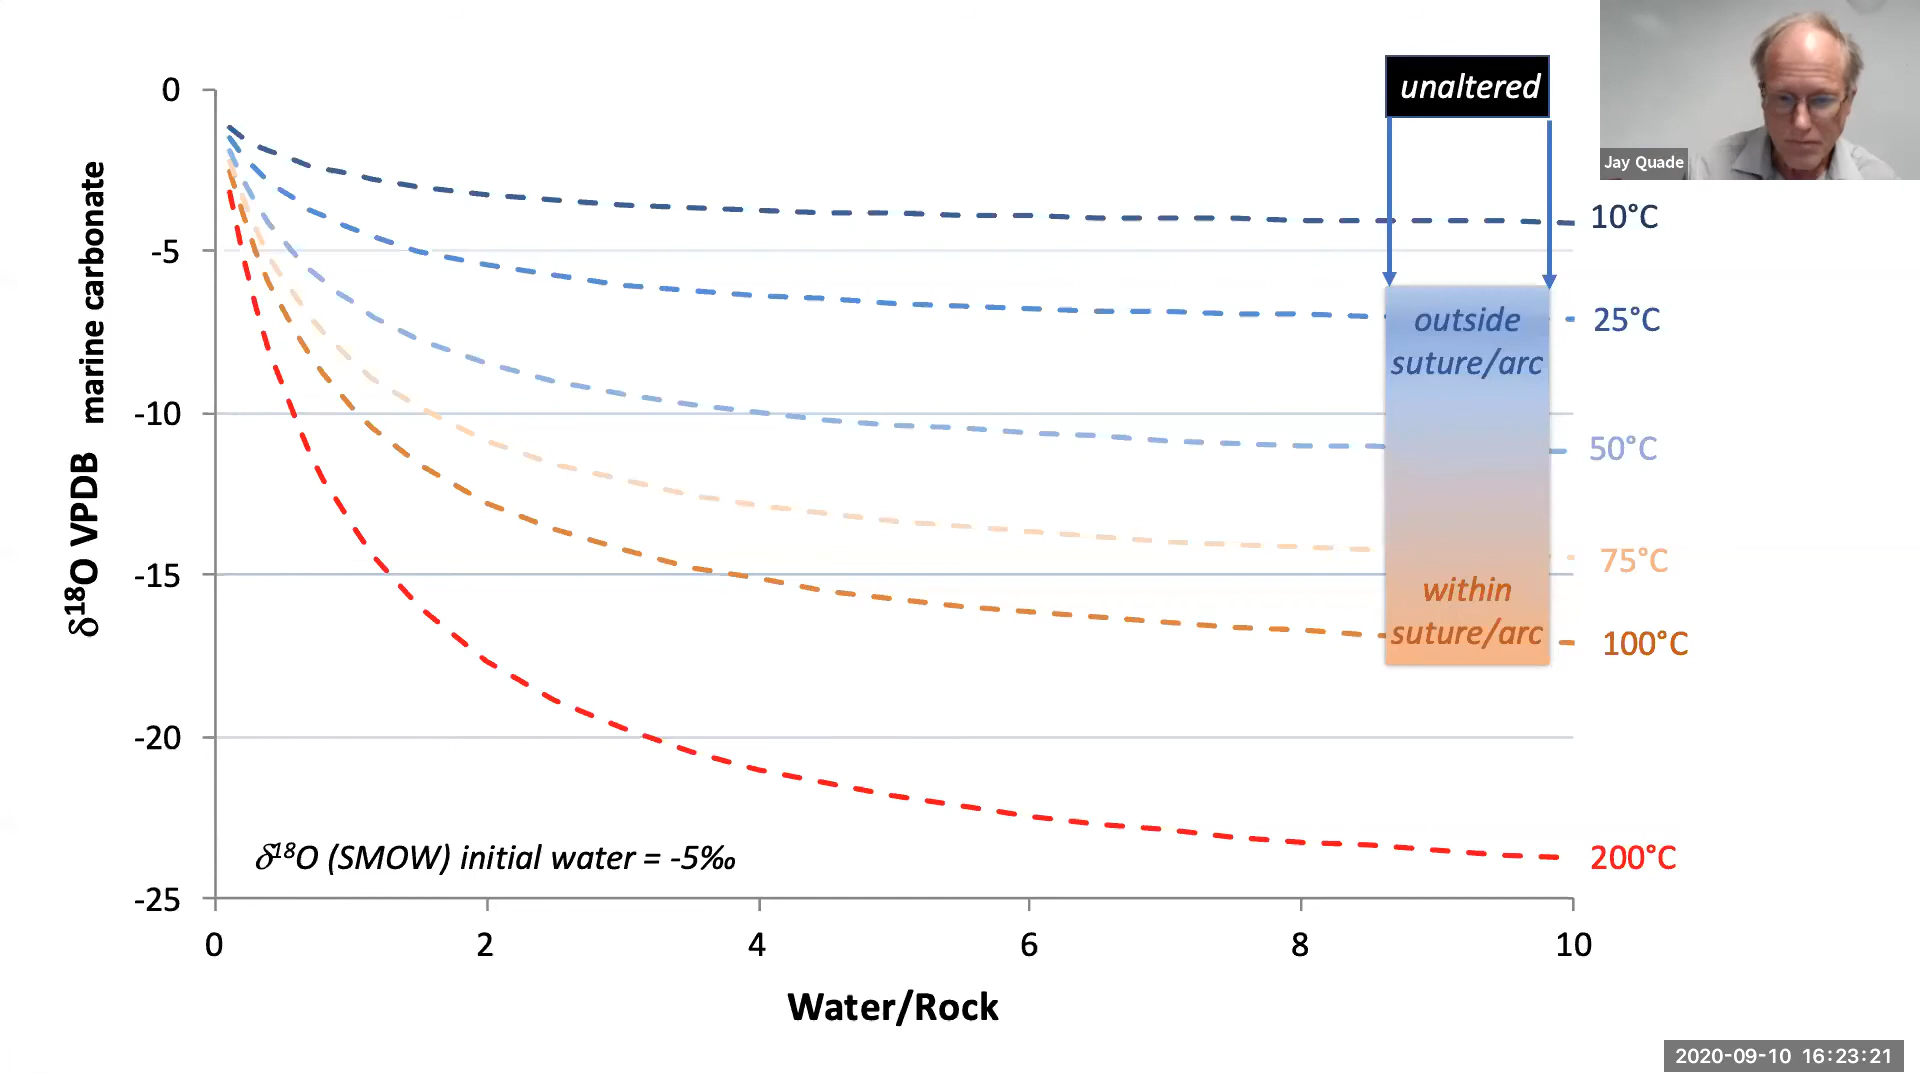 unaltered
Jay Quade
0
-5
-10
-15
-20
-25
δ¹⁸O VPDB marine carbonate
10°C
25°C
50°C
75°C
100°C
200°C
outside
suture/arc
within
suture/arc
δ¹⁸O (SMOW) initial water = -5‰
0 2 4 6 8 10
Water/Rock
2020-09-10 16:23:21